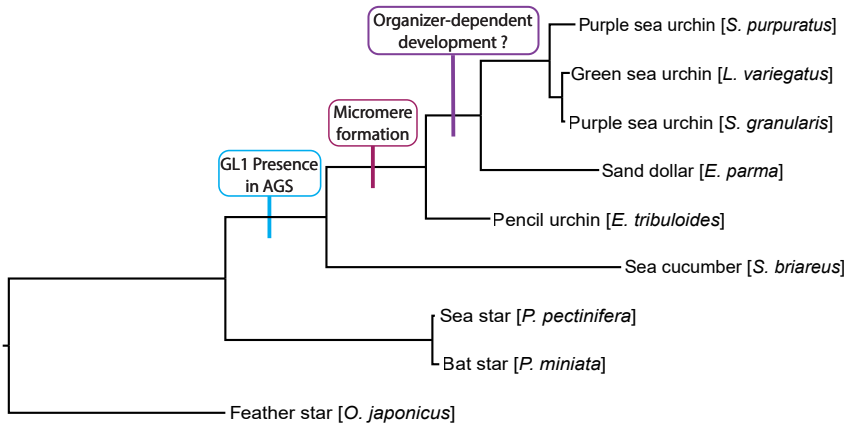 Organizer-dependent
development ?
Purple sea urchin [S. purpuratus]
Green sea urchin [L. variegatus]
Micromere
formation
Purple sea urchin [S. granularis]
GL1 Presence
in AGS
Sand dollar [E. parma]
Pencil urchin [E. tribuloides]
Sea cucumber [S. briareus]
Sea star [P. pectinifera]
Bat star [P. miniata]
Feather star [O. japonicus]